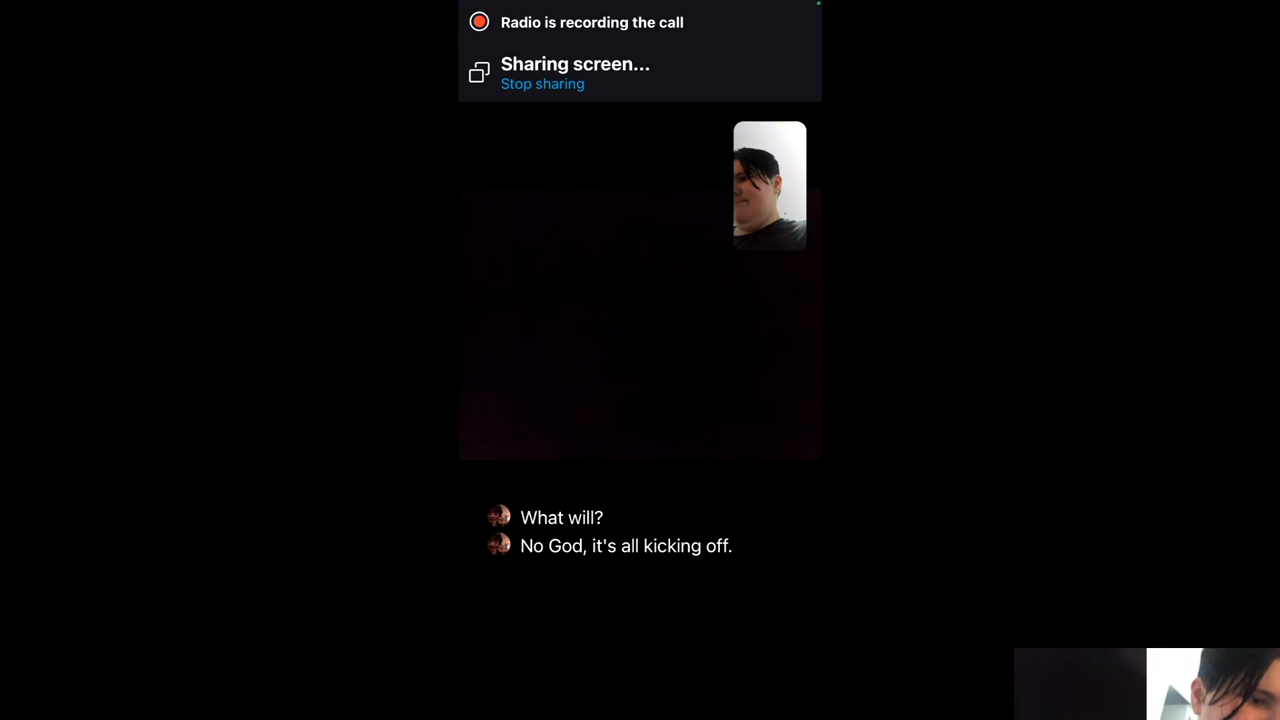 Radio is recording the call
Sharing screen...
Stop sharing
What will?
No God, it's all kicking off.